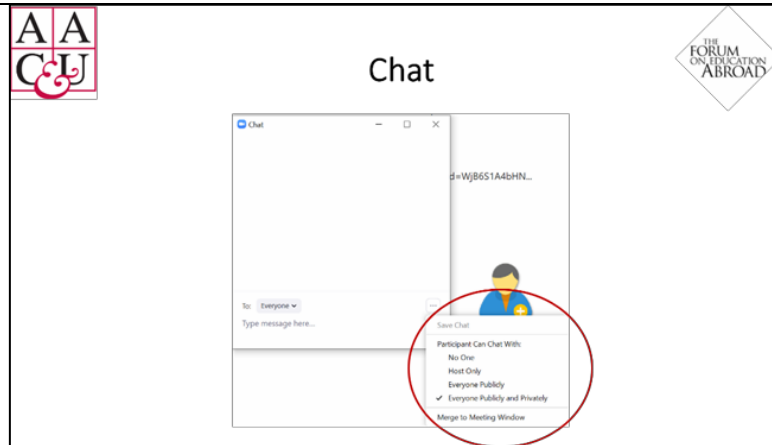 A A
C&U
Chat
THE
FORUM
ON EDUCATION
ABROAD
Chat
d=WjB6S1A4bHN...
To: Everyone
Type message here...
Save Chat
Participant Can Chat With:
No One
Host Only
Everyone Publicly
✓ Everyone Publicly and Privately
Merge to Meeting Window